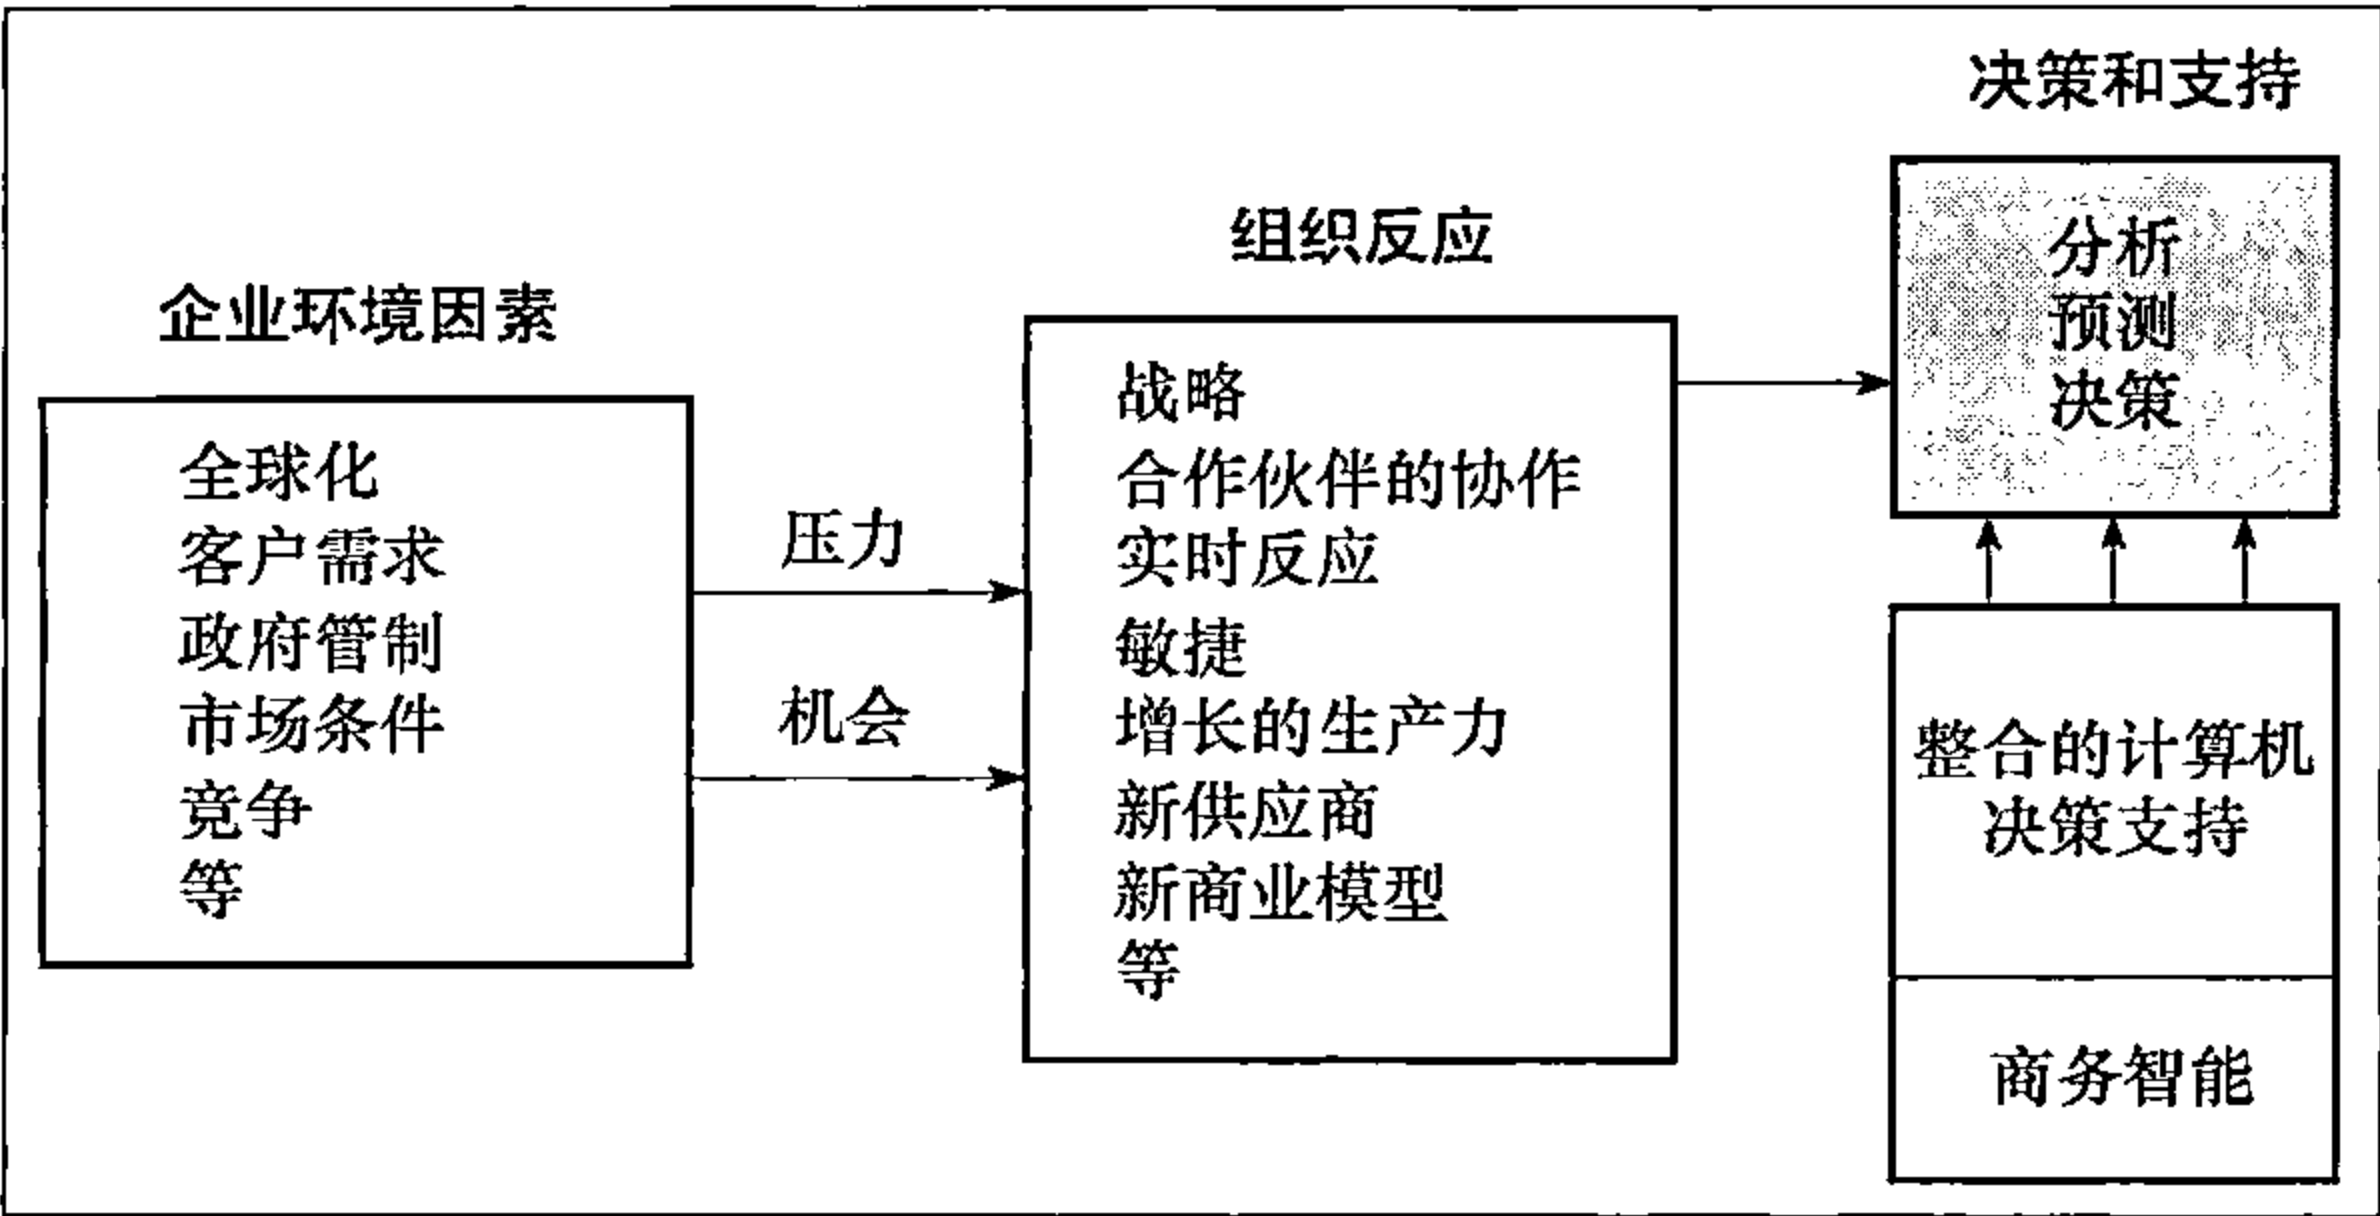 企业环境因素
全球化
客户需求
政府管制
市场条件
竞争
等
压力
机会
组织反应
战略
合作伙伴的协作
实时反应
敏捷
增长的生产力
新供应商
新商业模型
等
决策和支持
分析
预测
决策
整合的计算机
决策支持
商务智能